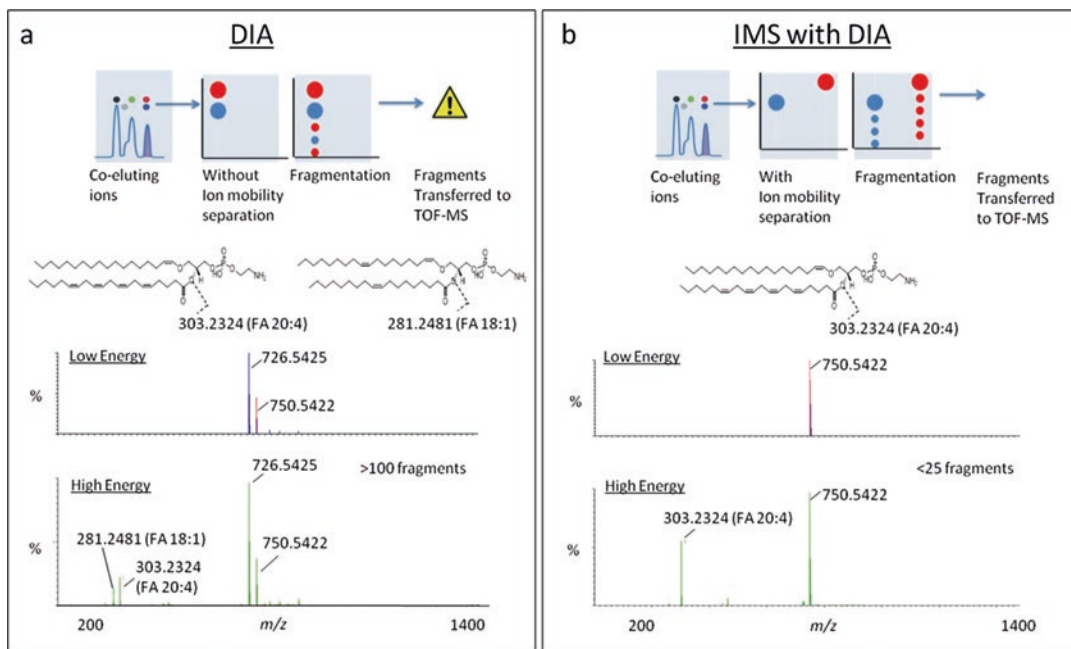 a
DIA
Co-eluting
ions
Without
Ion mobility
separation
Fragmentation
Fragments
Transferred to
TOF-MS
303.2324 (FA 20:4)
281.2481 (FA 18:1)
Low Energy
726.5425
750.5422
%
High Energy
726.5425
>100 fragments
281.2481 (FA 18:1)
750.5422
303.2324
(FA 20:4)
%
200
m/z
1400
b
IMS with DIA
Co-eluting
ions
With
Ion mobility
separation
Fragmentation
Fragments
Transferred
to TOF-MS
303.2324 (FA 20:4)
Low Energy
750.5422
%
High Energy
<25 fragments
750.5422
303.2324 (FA 20:4)
%
200
m/z
1400